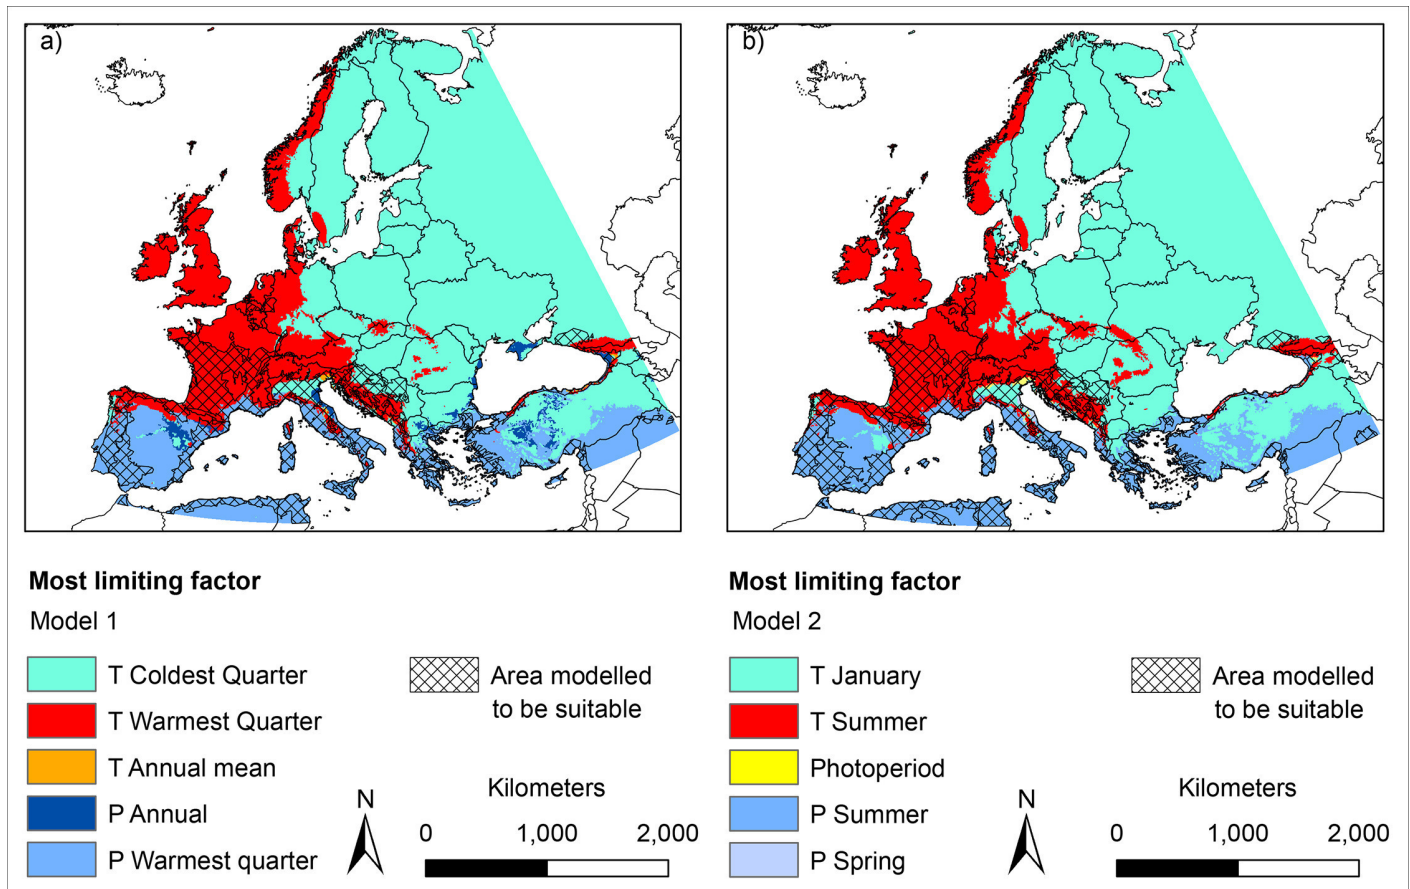 a)
b)
Most limiting factor
Model 1
T Coldest Quarter
T Warmest Quarter
T Annual mean
P Annual
P Warmest quarter
Area modelled
to be suitable
Kilometers
N
0 1,000 2,000
Most limiting factor
Model 2
T January
T Summer
Photoperiod
P Summer
P Spring
Area modelled
to be suitable
Kilometers
N
0 1,000 2,000